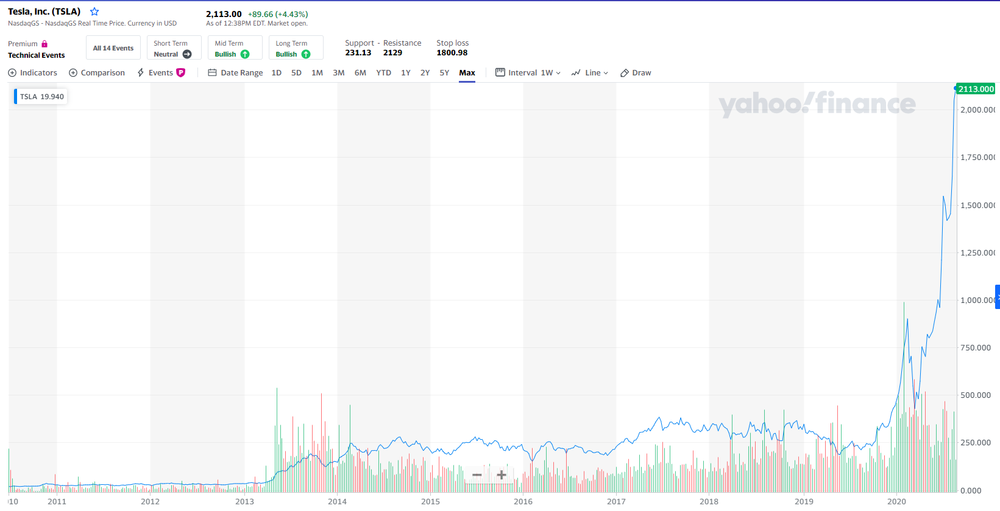 Tesla, Inc. (TSLA)
2,113.00 +89.66 (+4.43%)
NasdaqGS - NasdaqGS Real Time Price. Currency in USD
As of 12:38PM EDT. Market open.
Premium
Technical Events
All 14 Events
Short Term
Neutral
Mid Term
Bullish
Long Term
Bullish
Support - Resistance
231.13 2129
Stop loss
1800.98
Indicators Comparison Events P Date Range 1D 5D 1M 3M 6M YTD 1Y 2Y 5Y Max Interval 1W Line Draw
TSLA 19.940
yahoo!finance
2113.000
2,000.000
1,750.000
1,500.000
1,250.000
1,000.000
750.000
500.000
250.000
0.000
10 2011 2012 2013 2014 2015 2016 2017 2018 2019 2020